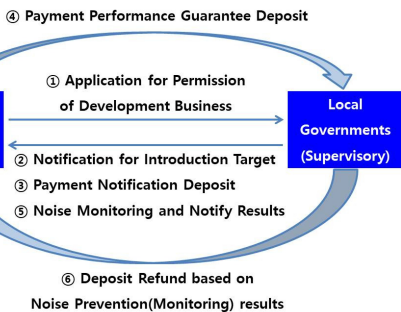 ④ Payment Performance Guarantee Deposit
① Application for Permission
of Development Business
Local
Governments
(Supervisory)
② Notification for Introduction Target
③ Payment Notification Deposit
⑤ Noise Monitoring and Notify Results
⑥ Deposit Refund based on
Noise Prevention(Monitoring) results